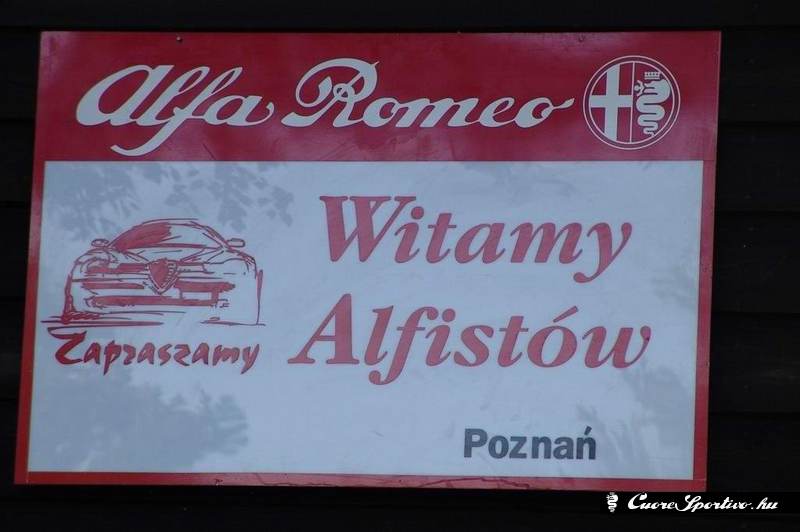 Alfa Romeo
Witamy
Alfistów
Zapraszamy
Poznań
CuoreSportivo.hu